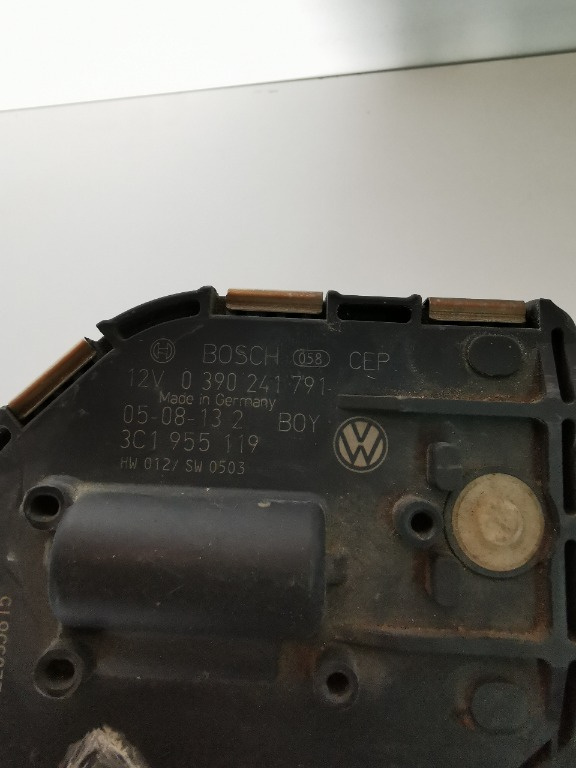 BOSCH 058 CEP
12V 0 390 241 791
Made in Germany
05-08-13 2 BOY
3C1 955 119
HW 012/ SW 0503